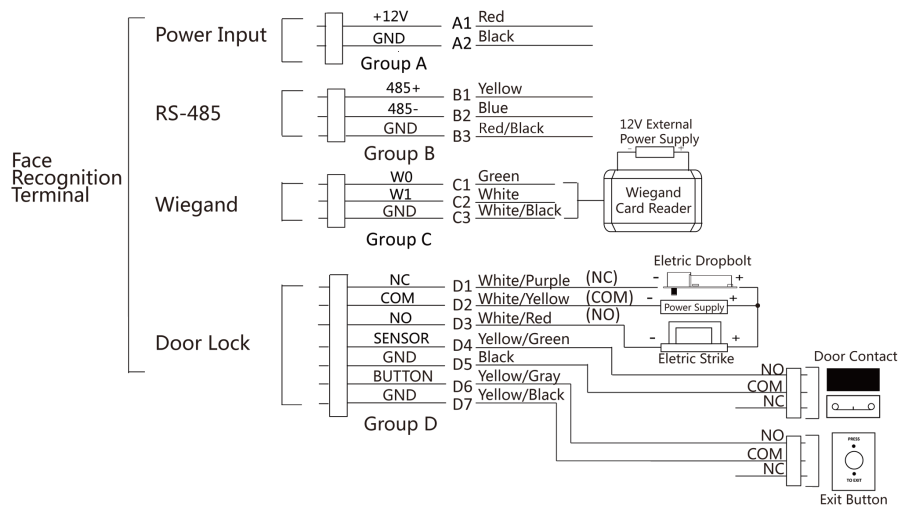 Face
Recognition
Terminal
Power Input
+12V A1 Red
GND A2 Black
Group A
RS-485
485+ B1 Yellow
485- B2 Blue
GND B3 Red/Black
Group B
12V External
Power Supply
- +
Wiegand
W0 C1 Green
W1 C2 White
GND C3 White/Black
Group C
Wiegand
Card Reader
Door Lock
NC D1 White/Purple (NC)
COM D2 White/Yellow (COM)
NO D3 White/Red (NO)
SENSOR D4 Yellow/Green
GND D5 Black
BUTTON D6 Yellow/Gray
GND D7 Yellow/Black
Group D
Eletric Dropbolt
- +
- Power Supply +
- +
Eletric Strike
Door Contact
NO
COM
NC
NO
COM
NC
PRESS
TO EXIT
Exit Button